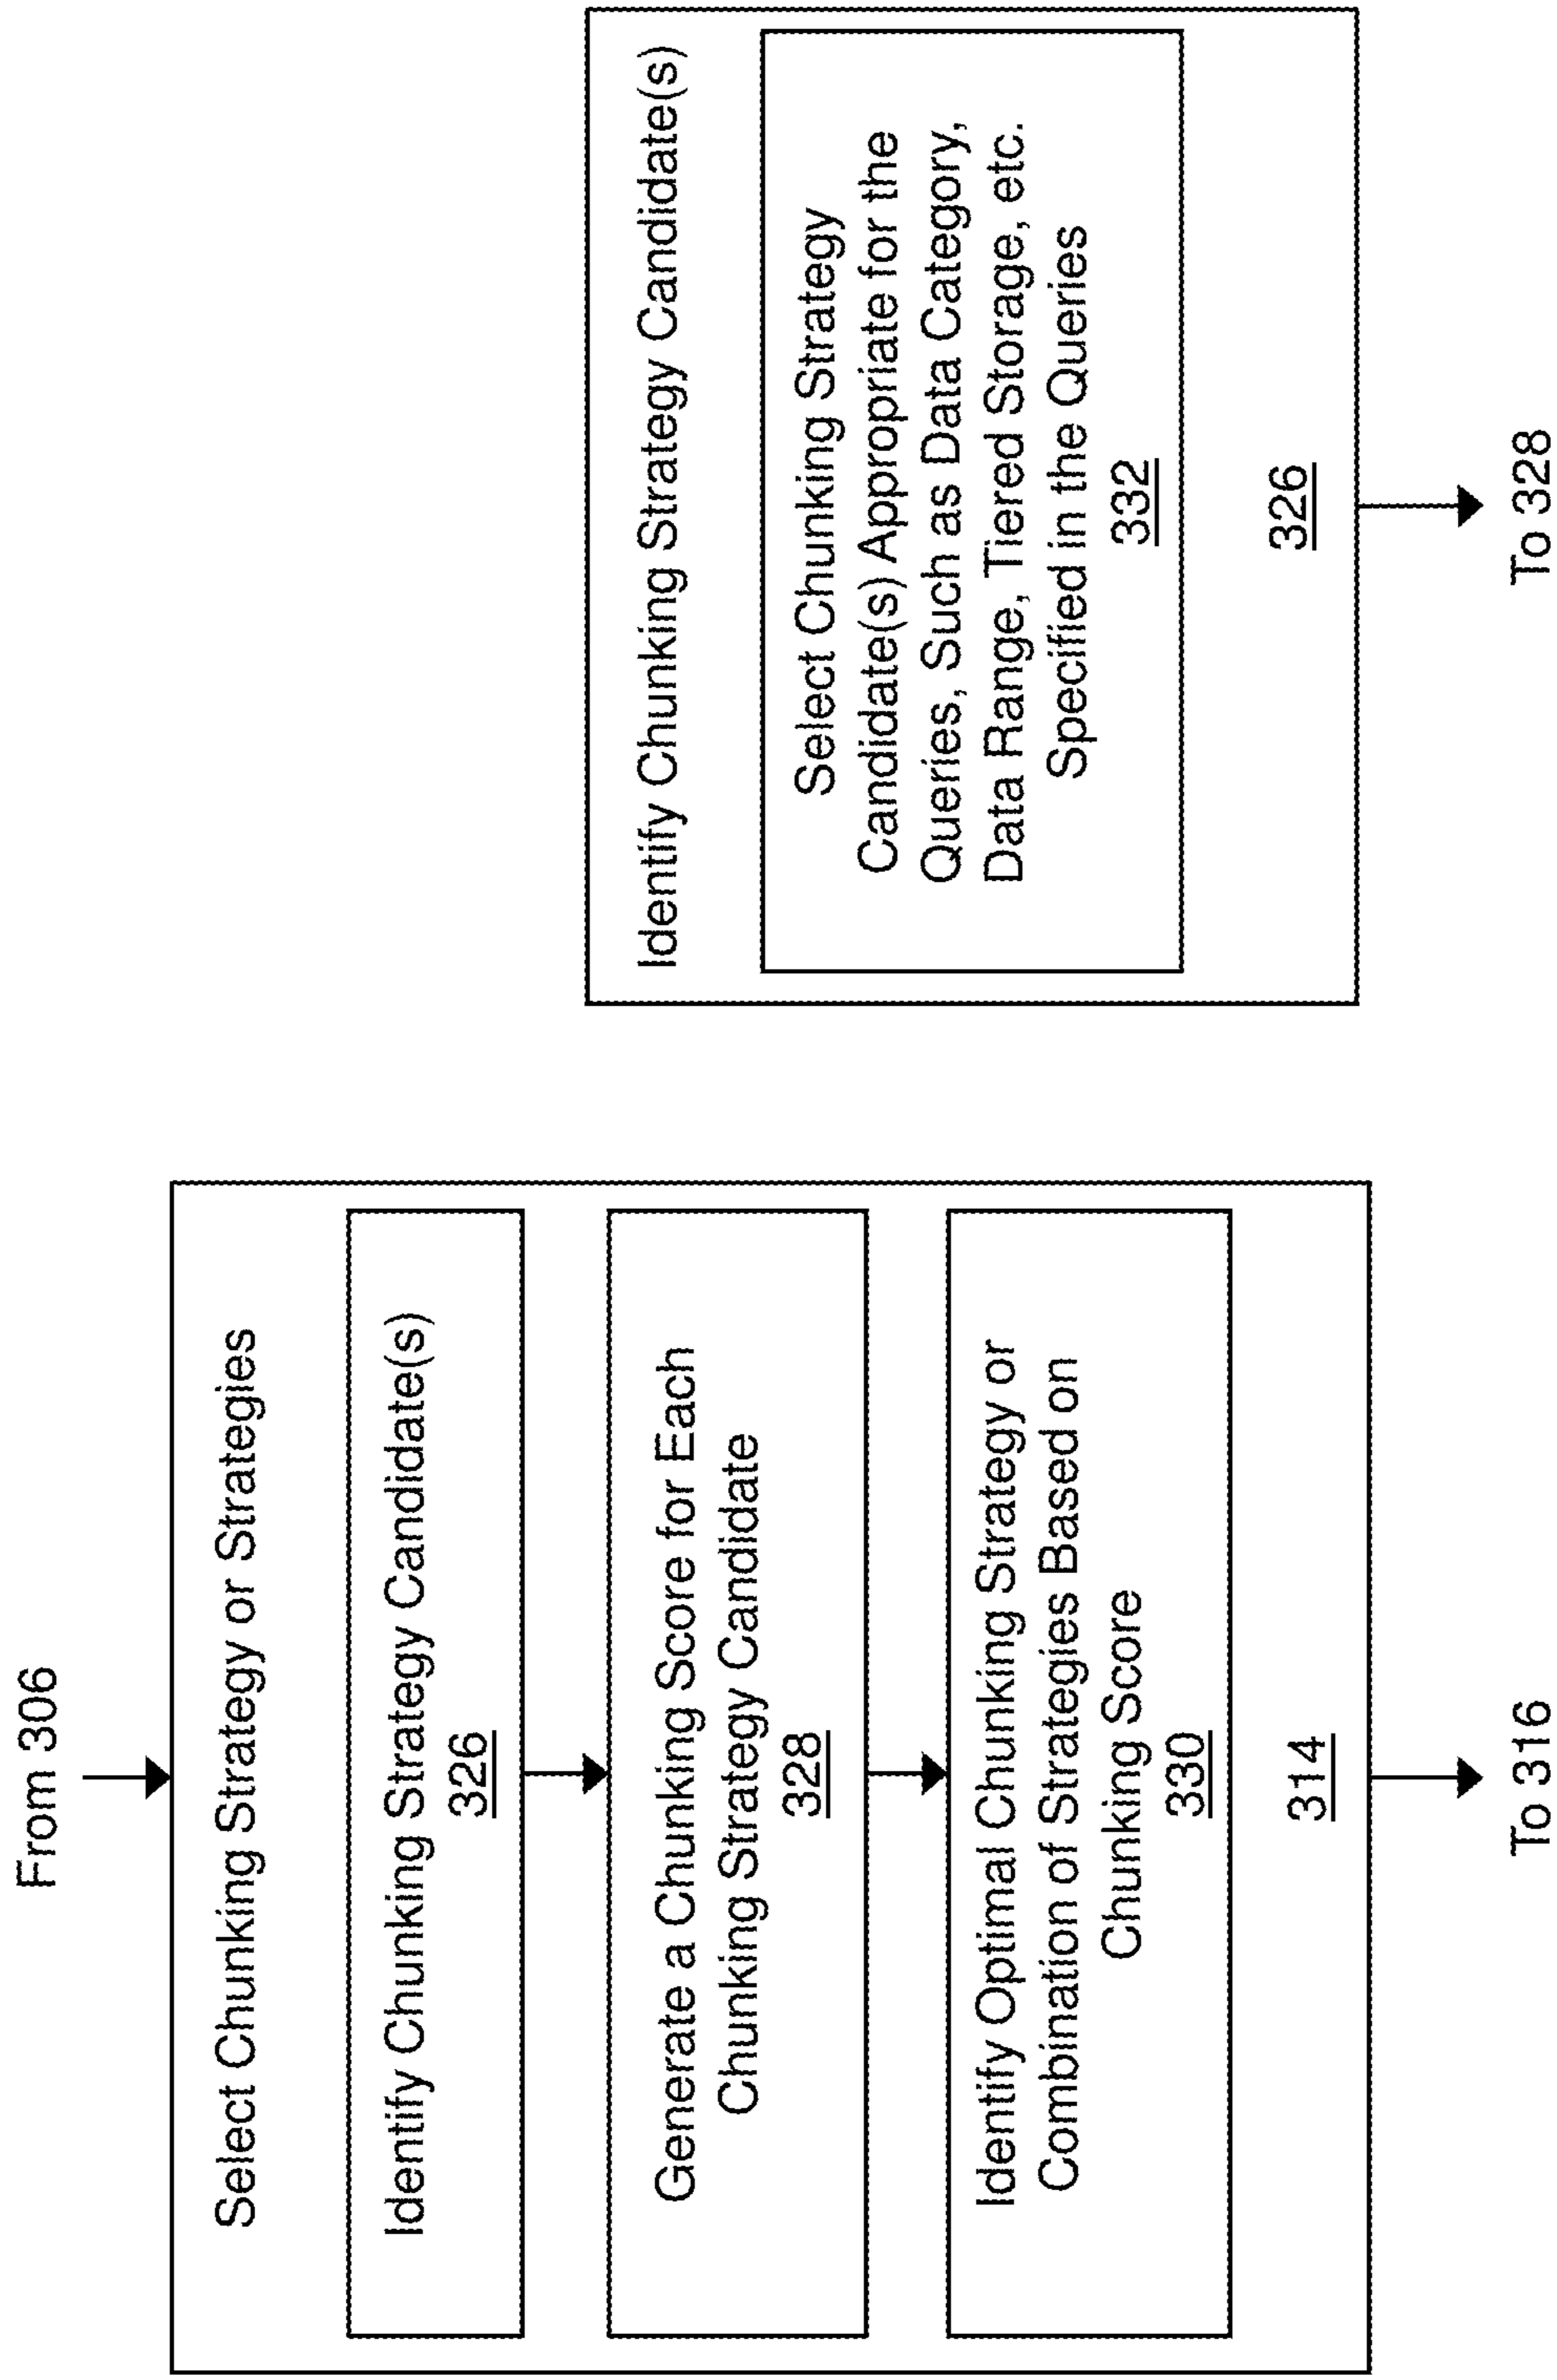 From 306
Select Chunking Strategy or Strategies
Identify Chunking Strategy Candidate(s)
326
Generate a Chunking Score for Each
Chunking Strategy Candidate
328
Identify Optimal Chunking Strategy or
Combination of Strategies Based on
Chunking Score
330
314
To 316
Identify Chunking Strategy Candidate(s)
Select Chunking Strategy
Candidate(s) Appropriate for the
Queries, Such as Data Category,
Data Range, Tiered Storage, etc.
Specified in the Queries
332
326
To 328